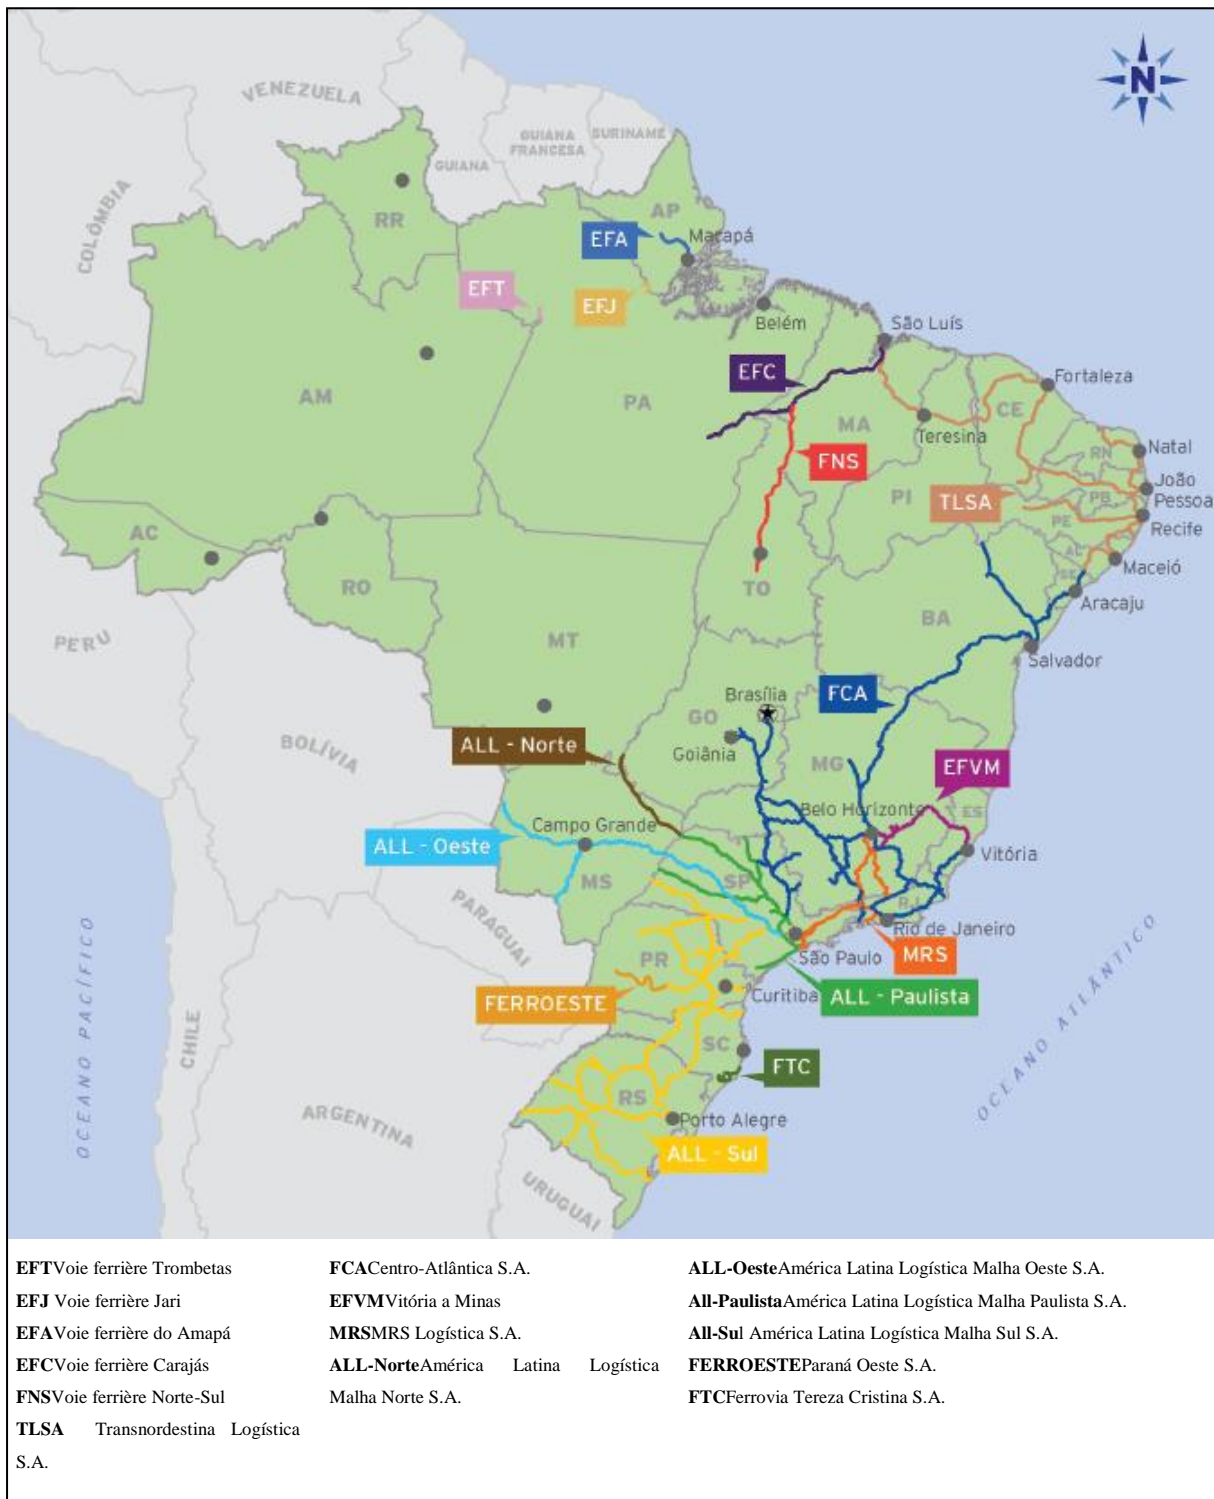 N
VENEZUELA
GUIANA
FRANCESA
SURINAME
GUIANA
COLÔMBIA
RR
AP
EFA
Macapá
EFT
EFJ
Belém
São Luís
EFC
Fortaleza
AM
PA
MA
CE
Teresina
FNS
RN
Natal
João
Pessoa
PI
TLSA
PB
PE
Recife
AC
AL
Maceió
SE
RO
TO
Aracaju
BA
PERU
MT
Salvador
Brasília
FCA
GO
Goiânia
ALL - Norte
BOLÍVIA
MG
EFVM
Belo Horizonte
ES
Campo Grande
ALL - Oeste
Vitória
MS
SP
RJ
PARAGUAI
Rio de Janeiro
São Paulo
MRS
PR
Curitiba
ALL - Paulista
FERROESTE
OCEANO PACÍFICO
CHILE
OCEANO ATLÂNTICO
SC
FTC
RS
ARGENTINA
Porto Alegre
ALL - Sul
URUGUAI
EFTVoie ferrière Trombetas
EFJ Voie ferrière Jari
EFAVoie ferrière do Amapá
EFCVoie ferrière Carajás
FNSVoie ferrière Norte-Sul
TLSA Transnordestina Logística
S.A.
FCACentro-Atlântica S.A.
EFVMVitória a Minas
MRSMRS Logística S.A.
ALL-NorteAmérica Latina Logística
Malha Norte S.A.
ALL-OesteAmérica Latina Logística Malha Oeste S.A.
All-PaulistaAmérica Latina Logística Malha Paulista S.A.
All-Sul América Latina Logística Malha Sul S.A.
FERROESTEParaná Oeste S.A.
FTCFerrovia Tereza Cristina S.A.